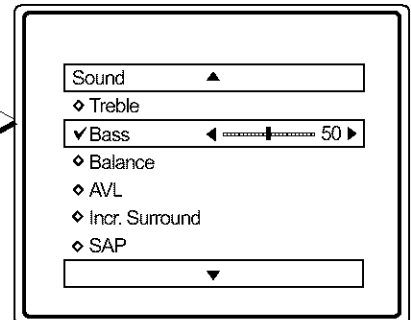 Sound
Treble
Bass 50
Balance
AVL
Incr. Surround
SAP